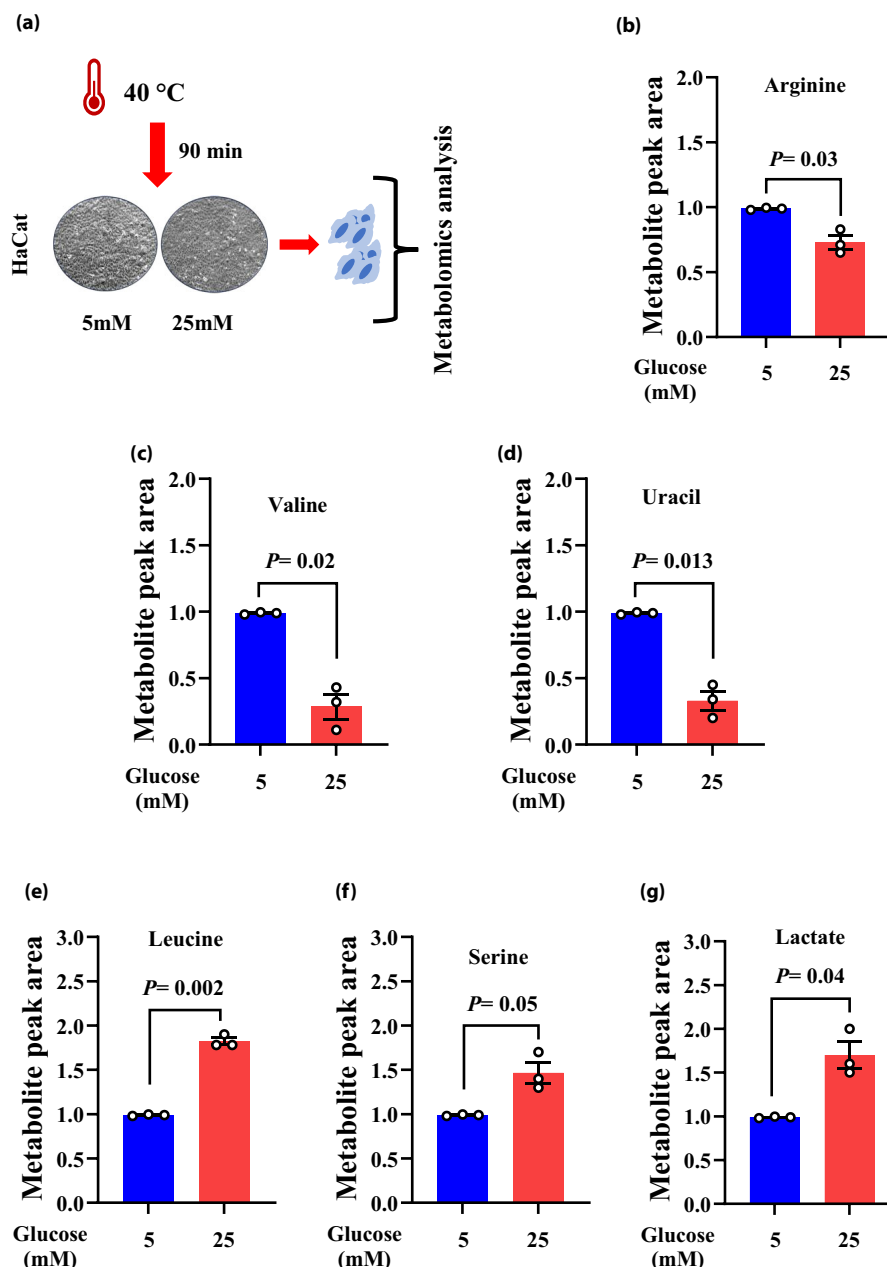 (a)
40 °C
90 min
HaCat
5mM
25mM
Metabolomics analysis
(b)
Metabolite peak area
2.0
1.5
1.0
0.5
0.0
Arginine
P= 0.03
Glucose
(mM)
5
25
(c)
Metabolite peak area
2.0
1.5
1.0
0.5
0.0
Valine
P= 0.02
Glucose
(mM)
5
25
(d)
Metabolite peak area
2.0
1.5
1.0
0.5
0.0
Uracil
P= 0.013
Glucose
(mM)
5
25
(e)
Metabolite peak area
3.0
2.5
2.0
1.5
1.0
0.5
0.0
Leucine
P= 0.002
Glucose
(mM)
5
25
(f)
Metabolite peak area
3.0
2.5
2.0
1.5
1.0
0.5
0.0
Serine
P= 0.05
Glucose
(mM)
5
25
(g)
Metabolite peak area
3.0
2.5
2.0
1.5
1.0
0.5
0.0
Lactate
P= 0.04
Glucose
(mM)
5
25